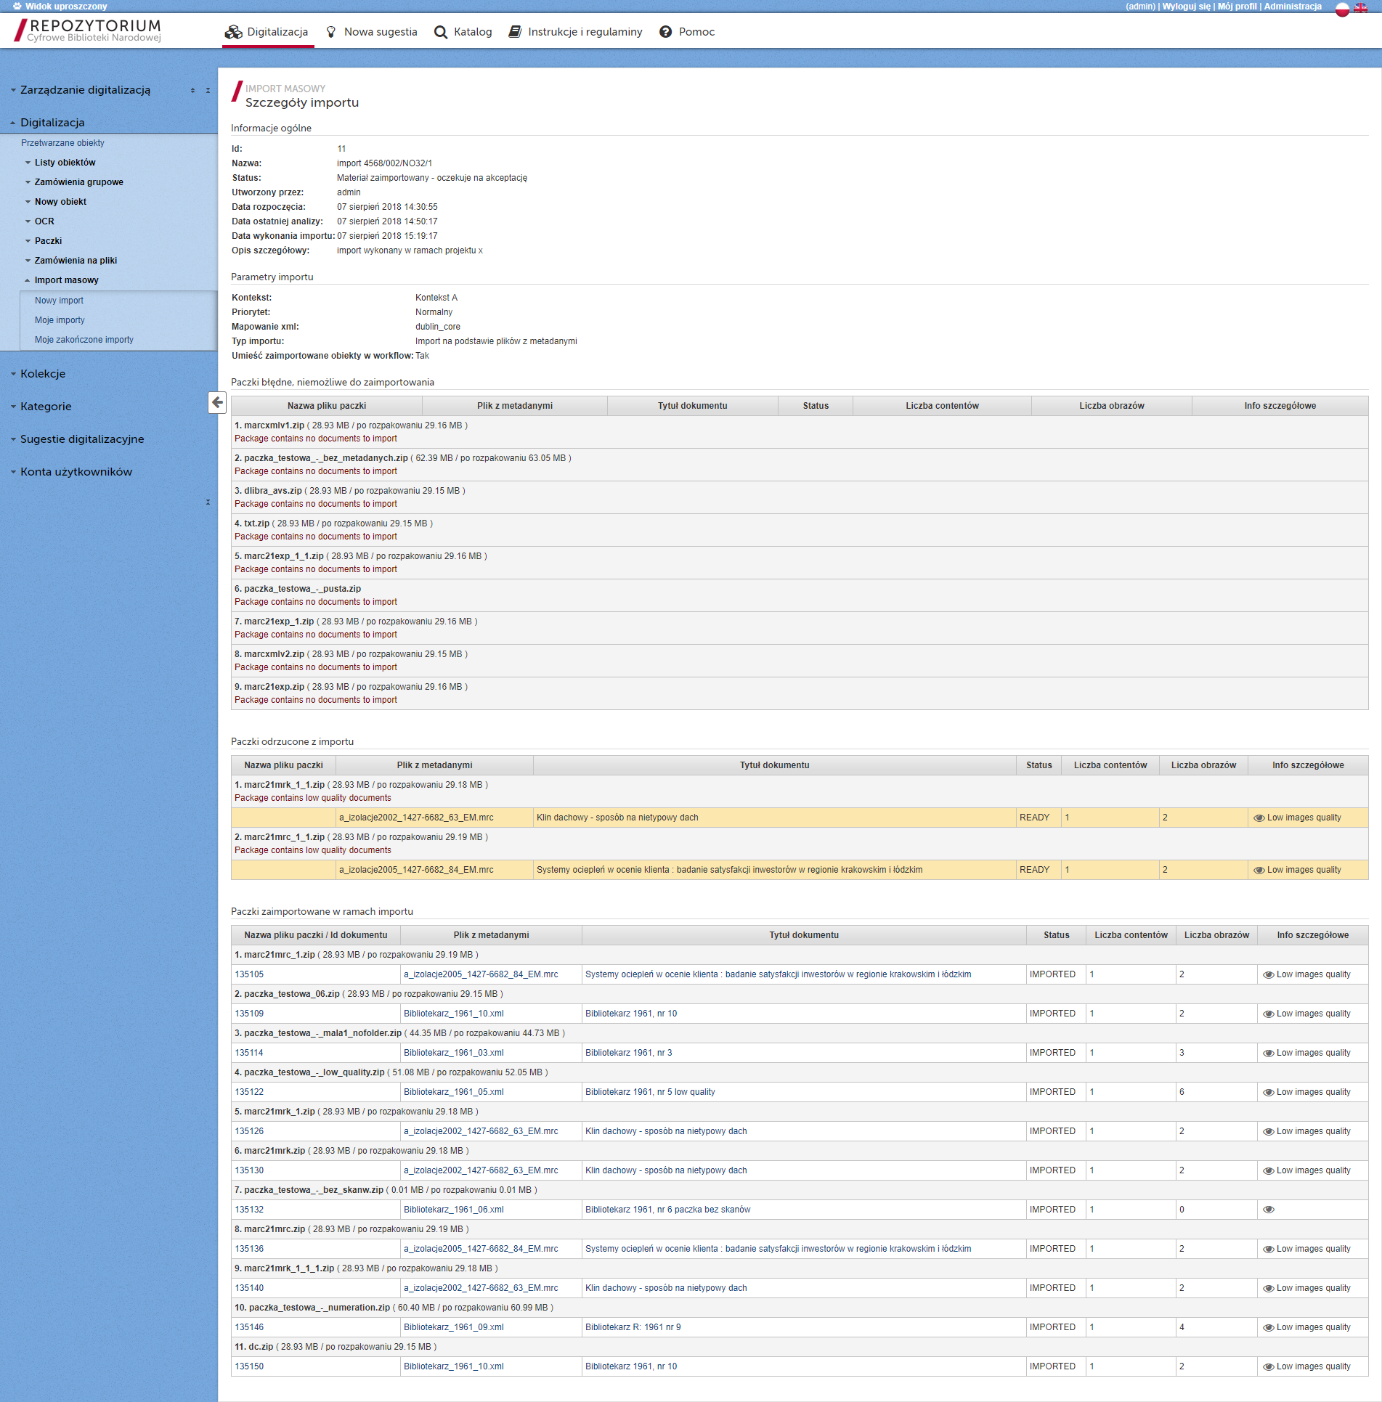 Widok uproszczony
(admin) | Wyloguj się | Mój profil | Administracja
REPOZYTORIUM
Cyfrowe Biblioteki Narodowej
Digitalizacja
Nowa sugestia
Katalog
Instrukcje i regulaminy
Pomoc
Zarządzanie digitalizacją
Digitalizacja
Przetwarzane obiekty
Listy obiektów
Zamówienia grupowe
Nowy obiekt
OCR
Paczki
Zamówienia na pliki
Import masowy
Nowy import
Moje importy
Moje zakończone importy
Kolekcje
Kategorie
Sugestie digitalizacyjne
Konta użytkowników
IMPORT MASOWY
Szczegóły importu
Informacje ogólne
Id: 11
Nazwa: import 4568/002/NO32/1
Status: Materiał zaimportowany - oczekuje na akceptację
Utworzony przez: admin
Data rozpoczęcia: 07 sierpień 2018 14:30:55
Data ostatniej analizy: 07 sierpień 2018 14:50:17
Data wykonania importu: 07 sierpień 2018 15:19:17
Opis szczegółowy: import wykonany w ramach projektu x
Parametry importu
Kontekst: Kontekst A
Priorytet: Normalny
Mapowanie xml: dublin_core
Typ importu: Import na podstawie plików z metadanymi
Umieść zaimportowane obiekty w workflow: Tak
Paczki błędne, niemożliwe do zaimportowania
Nazwa pliku paczki Plik z metadanymi Tytuł dokumentu Status Liczba contentów Liczba obrazów Info szczegółowe
1. marcxmlv1.zip ( 28.93 MB / po rozpakowaniu 29.16 MB )
Package contains no documents to import
2. paczka_testowa_-_bez_metadanych.zip ( 62.39 MB / po rozpakowaniu 63.05 MB )
Package contains no documents to import
3. dlibra_avs.zip ( 28.93 MB / po rozpakowaniu 29.15 MB )
Package contains no documents to import
4. txt.zip ( 28.93 MB / po rozpakowaniu 29.15 MB )
Package contains no documents to import
5. marc21exp_1_1.zip ( 28.93 MB / po rozpakowaniu 29.16 MB )
Package contains no documents to import
6. paczka_testowa_-_pusta.zip
Package contains no documents to import
7. marc21exp_1.zip ( 28.93 MB / po rozpakowaniu 29.16 MB )
Package contains no documents to import
8. marcxmlv2.zip ( 28.93 MB / po rozpakowaniu 29.15 MB )
Package contains no documents to import
9. marc21exp.zip ( 28.93 MB / po rozpakowaniu 29.16 MB )
Package contains no documents to import
Paczki odrzucone z importu
Nazwa pliku paczki Plik z metadanymi Tytuł dokumentu Status Liczba contentów Liczba obrazów Info szczegółowe
1. marc21mrk_1_1.zip ( 28.93 MB / po rozpakowaniu 29.18 MB )
Package contains low quality documents
a_izolacje2002_1427-6682_63_EM.mrc Klin dachowy - sposób na nietypowy dach READY 1 2 Low images quality
2. marc21mrc_1_1.zip ( 28.93 MB / po rozpakowaniu 29.19 MB )
Package contains low quality documents
a_izolacje2005_1427-6682_84_EM.mrc Systemy ociepleń w ocenie klienta : badanie satysfakcji inwestorów w regionie krakowskim i łódzkim READY 1 2 Low images quality
Paczki zaimportowane w ramach importu
Nazwa pliku paczki / Id dokumentu Plik z metadanymi Tytuł dokumentu Status Liczba contentów Liczba obrazów Info szczegółowe
1. marc21mrc_1.zip ( 28.93 MB / po rozpakowaniu 29.19 MB )
135105 a_izolacje2005_1427-6682_84_EM.mrc Systemy ociepleń w ocenie klienta : badanie satysfakcji inwestorów w regionie krakowskim i łódzkim IMPORTED 1 2 Low images quality
2. paczka_testowa_06.zip ( 28.93 MB / po rozpakowaniu 29.15 MB )
135109 Bibliotekarz_1961_10.xml Bibliotekarz 1961, nr 10 IMPORTED 1 2 Low images quality
3. paczka_testowa_-_mala1_nofolder.zip ( 44.35 MB / po rozpakowaniu 44.73 MB )
135114 Bibliotekarz_1961_03.xml Bibliotekarz 1961, nr 3 IMPORTED 1 3 Low images quality
4. paczka_testowa_-_low_quality.zip ( 51.08 MB / po rozpakowaniu 52.05 MB )
135122 Bibliotekarz_1961_05.xml Bibliotekarz 1961, nr 5 low quality IMPORTED 1 6 Low images quality
5. marc21mrk_1.zip ( 28.93 MB / po rozpakowaniu 29.18 MB )
135126 a_izolacje2002_1427-6682_63_EM.mrc Klin dachowy - sposób na nietypowy dach IMPORTED 1 2 Low images quality
6. marc21mrk.zip ( 28.93 MB / po rozpakowaniu 29.18 MB )
135130 a_izolacje2002_1427-6682_63_EM.mrc Klin dachowy - sposób na nietypowy dach IMPORTED 1 2 Low images quality
7. paczka_testowa_-_bez_skanw.zip ( 0.01 MB / po rozpakowaniu 0.01 MB )
135132 Bibliotekarz_1961_06.xml Bibliotekarz 1961, nr 6 paczka bez skanów IMPORTED 1 0
8. marc21mrc.zip ( 28.93 MB / po rozpakowaniu 29.19 MB )
135136 a_izolacje2005_1427-6682_84_EM.mrc Systemy ociepleń w ocenie klienta : badanie satysfakcji inwestorów w regionie krakowskim i łódzkim IMPORTED 1 2 Low images quality
9. marc21mrk_1_1_1.zip ( 28.93 MB / po rozpakowaniu 29.18 MB )
135140 a_izolacje2002_1427-6682_63_EM.mrc Klin dachowy - sposób na nietypowy dach IMPORTED 1 2 Low images quality
10. paczka_testowa_-_numeration.zip ( 60.40 MB / po rozpakowaniu 60.99 MB )
135146 Bibliotekarz_1961_09.xml Bibliotekarz R: 1961 nr 9 IMPORTED 1 4 Low images quality
11. dc.zip ( 28.93 MB / po rozpakowaniu 29.15 MB )
135150 Bibliotekarz_1961_10.xml Bibliotekarz 1961, nr 10 IMPORTED 1 2 Low images quality